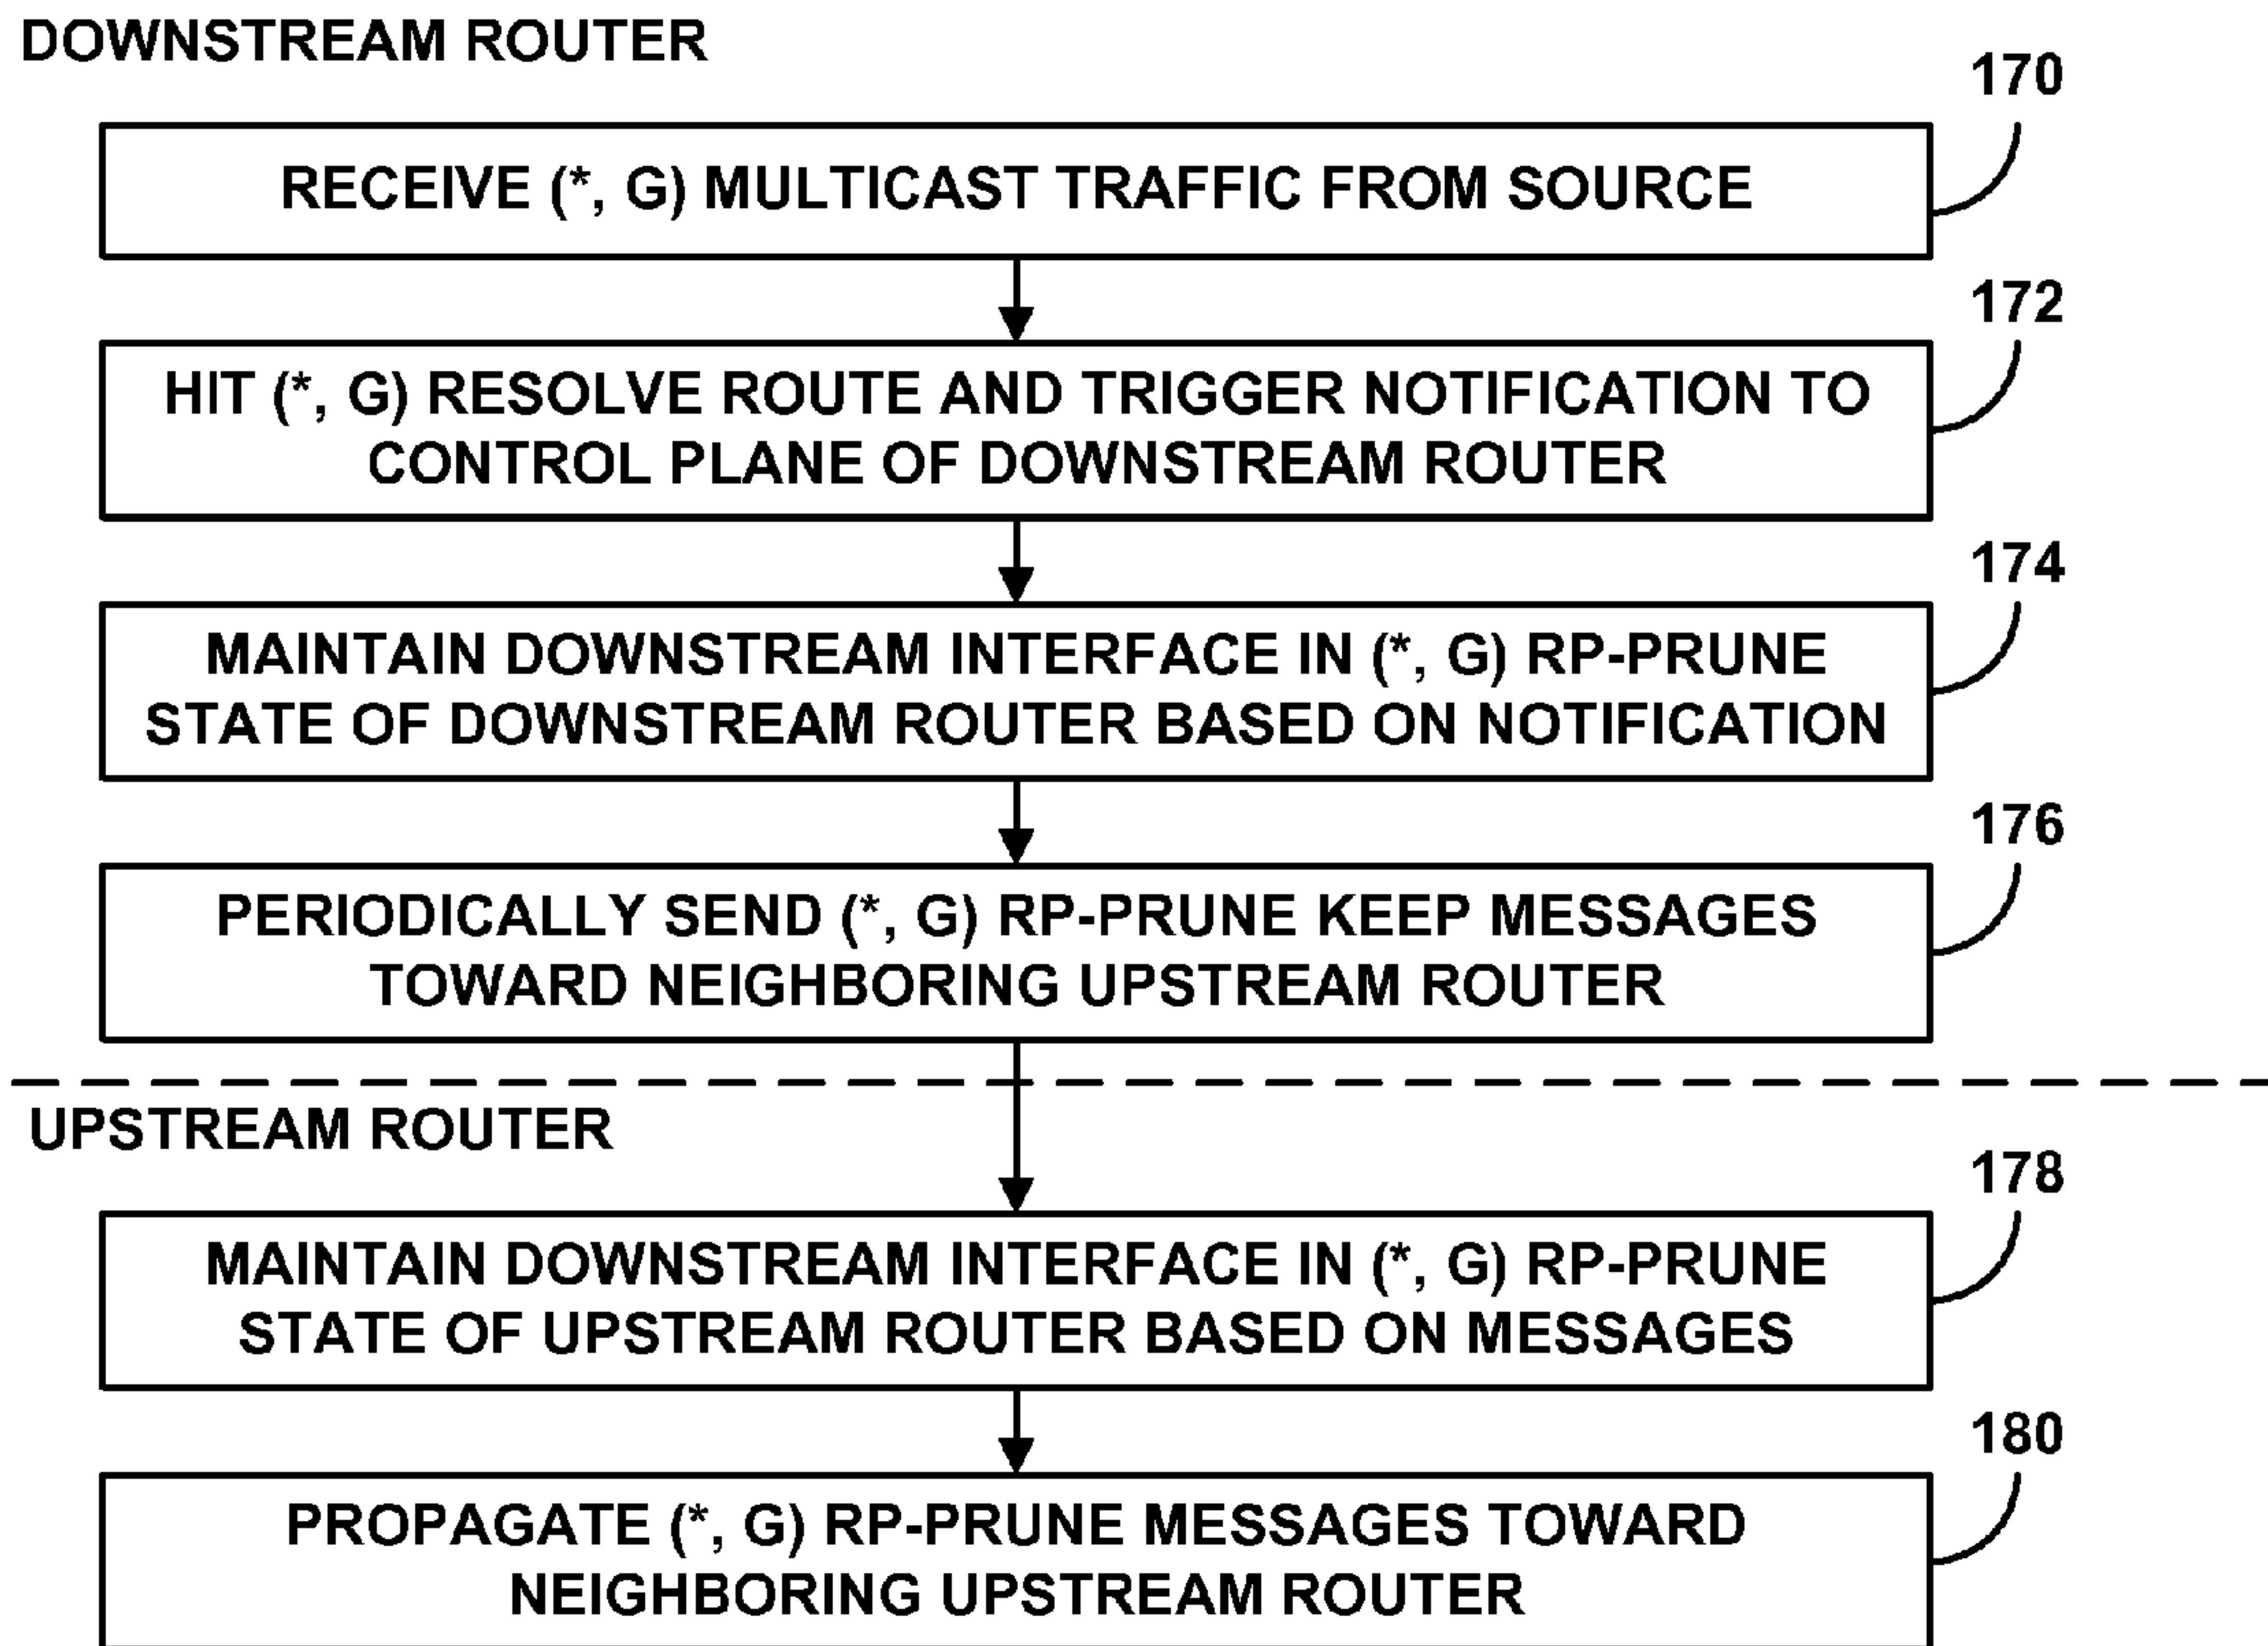 DOWNSTREAM ROUTER
170
RECEIVE (*, G) MULTICAST TRAFFIC FROM SOURCE
172
HIT (*, G) RESOLVE ROUTE AND TRIGGER NOTIFICATION TO
CONTROL PLANE OF DOWNSTREAM ROUTER
174
MAINTAIN DOWNSTREAM INTERFACE IN (*, G) RP-PRUNE
STATE OF DOWNSTREAM ROUTER BASED ON NOTIFICATION
176
PERIODICALLY SEND (*, G) RP-PRUNE KEEP MESSAGES
TOWARD NEIGHBORING UPSTREAM ROUTER
UPSTREAM ROUTER
178
MAINTAIN DOWNSTREAM INTERFACE IN (*, G) RP-PRUNE
STATE OF UPSTREAM ROUTER BASED ON MESSAGES
180
PROPAGATE (*, G) RP-PRUNE MESSAGES TOWARD
NEIGHBORING UPSTREAM ROUTER